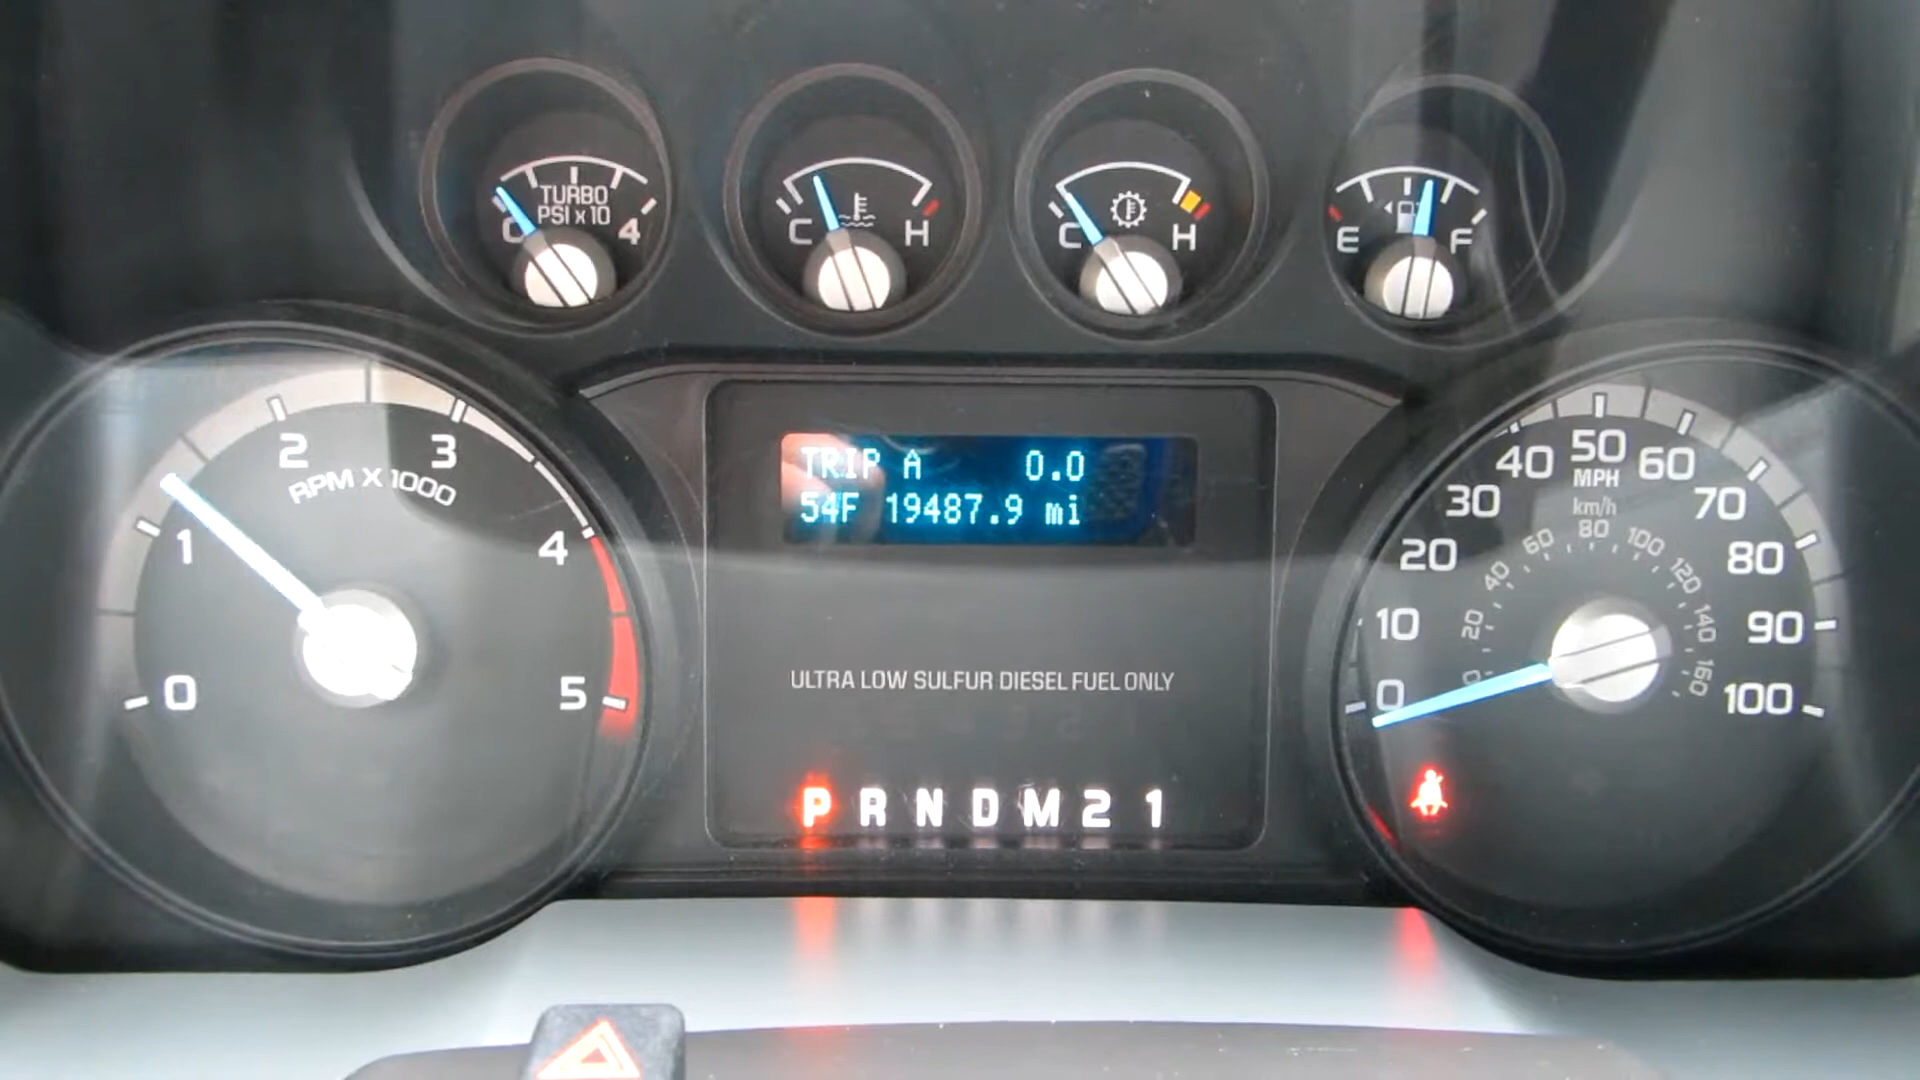 TURBO
PSI x 10
4
C H
C H
E F
0 1 2 3 4 5
RPM X 1000
TRIP A 0.0
54F 19487.9 mi
ULTRA LOW SULFUR DIESEL FUEL ONLY
P R N D M 2 1
0 10 20 30 40 50 60 70 80 90 100
MPH
km/h
0 20 40 60 80 100 120 140 160